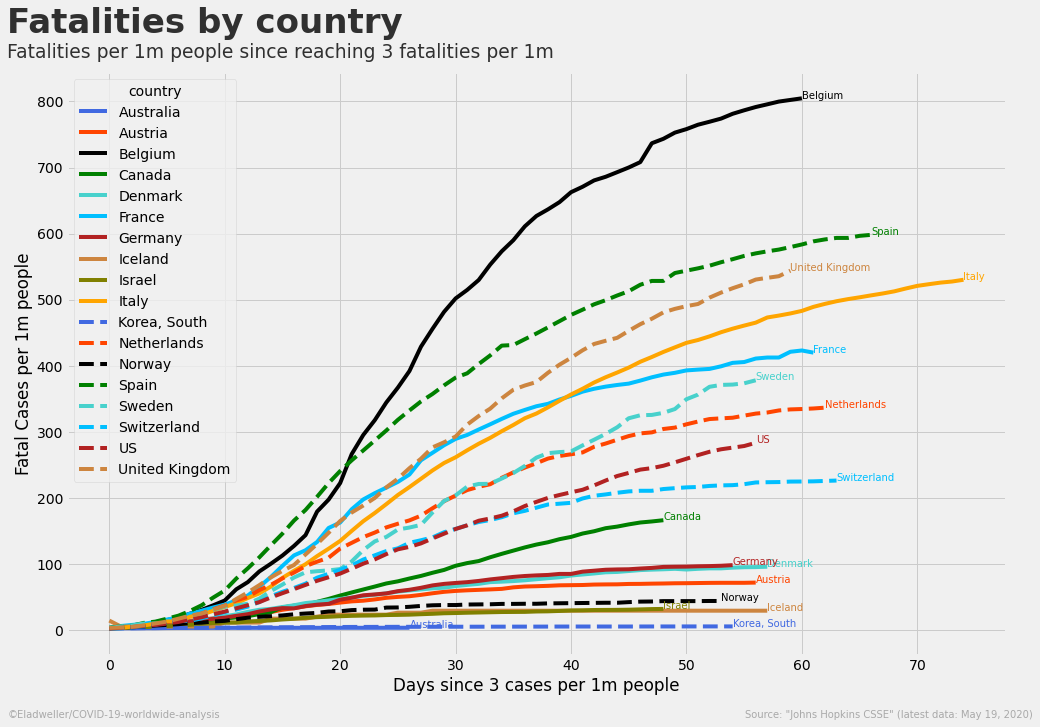 Fatalities by country
Fatalities per 1m people since reaching 3 fatalities per 1m
country
Australia
Austria
Belgium
Canada
Denmark
France
Germany
Iceland
Israel
Italy
Korea, South
Netherlands
Norway
Spain
Sweden
Switzerland
US
United Kingdom
Fatal Cases per 1m people
800
700
600
500
400
300
200
100
0
Belgium
Spain
United Kingdom
Italy
France
Sweden
Netherlands
US
Switzerland
Canada
Germany
Denmark
Austria
Norway
Israel
Iceland
Australia
Korea, South
0 10 20 30 40 50 60 70
Days since 3 cases per 1m people
©Eladweller/COVID-19-worldwide-analysis
Source: "Johns Hopkins CSSE" (latest data: May 19, 2020)